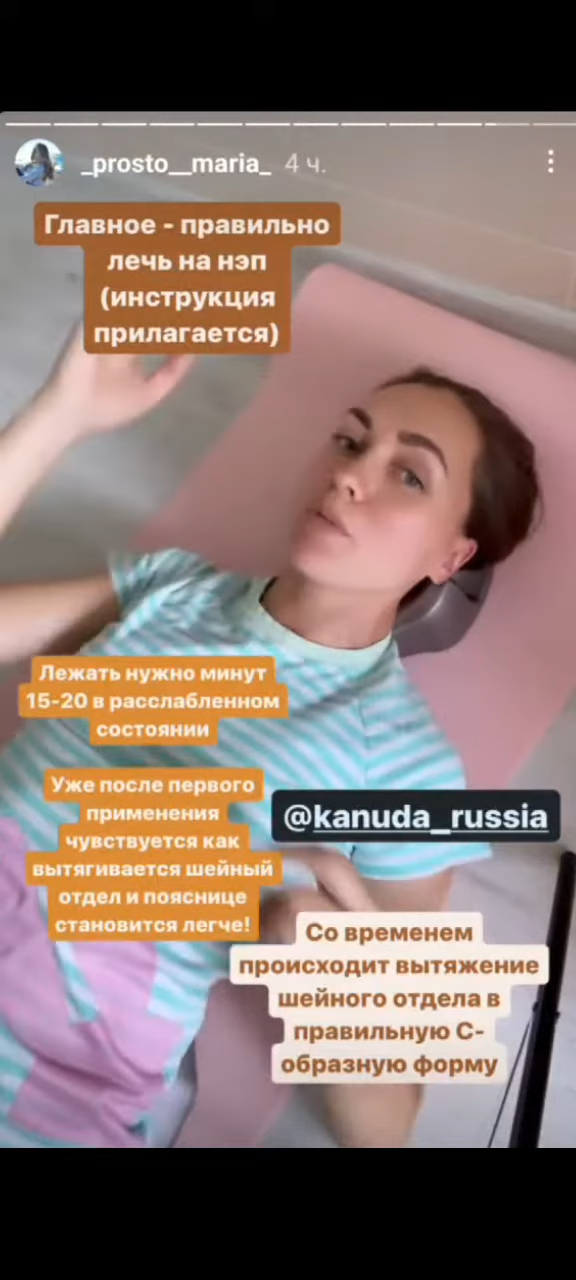 _prosto__maria_ 4 ч.
Главное - правильно
лечь на нэп
(инструкция
прилагается)
Лежать нужно минут
15-20 в расслабленном
состоянии
Уже после первого
применения
чувствуется как
вытягивается шейный
отдел и пояснице
становится легче!
@kanuda_russia
Со временем
происходит вытяжение
шейного отдела в
правильную С-
образную форму